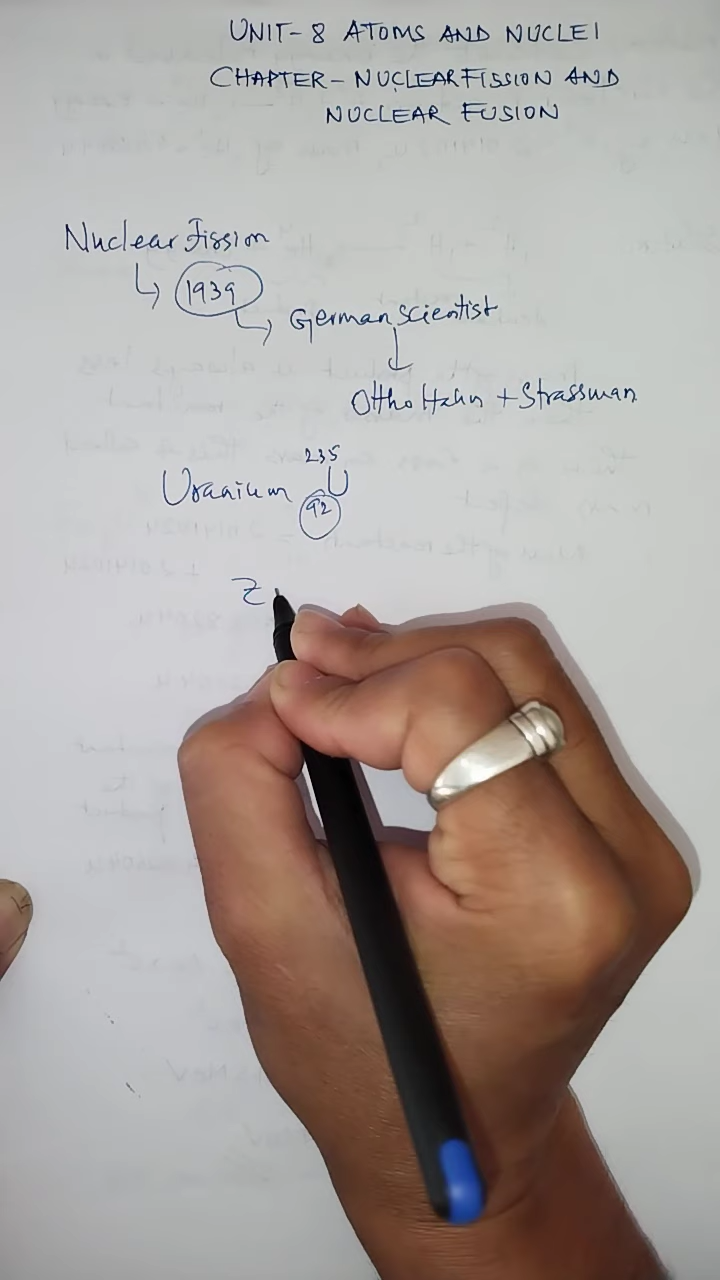 UNIT-8 ATOMS AND NUCLEI
CHAPTER-NUCLEAR FISSION AND
NUCLEAR FUSION
Nuclear Fission
1939
German scientist
Ottho Hahn + Strassman
235
Uranium U
92
Z